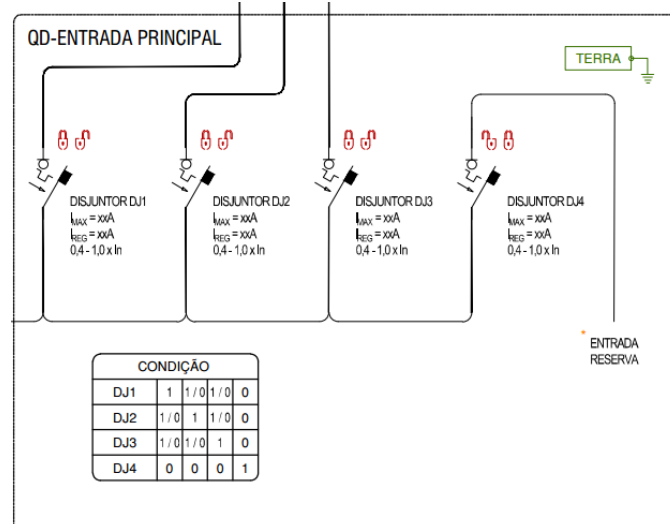 QD-ENTRADA PRINCIPAL
TERRA
DISJUNTOR DJ1
IMAX = xxA
IREG = xxA
0,4 - 1,0 x In
DISJUNTOR DJ2
IMAX = xxA
IREG = xxA
0,4 - 1,0 x In
DISJUNTOR DJ3
IMAX = xxA
IREG = xxA
0,4 - 1,0 x In
DISJUNTOR DJ4
IMAX = xxA
IREG = xxA
0,4 - 1,0 x In
* ENTRADA
RESERVA
CONDIÇÃO
DJ1 1 1/0 1/0 0
DJ2 1/0 1 1/0 0
DJ3 1/0 1/0 1 0
DJ4 0 0 0 1